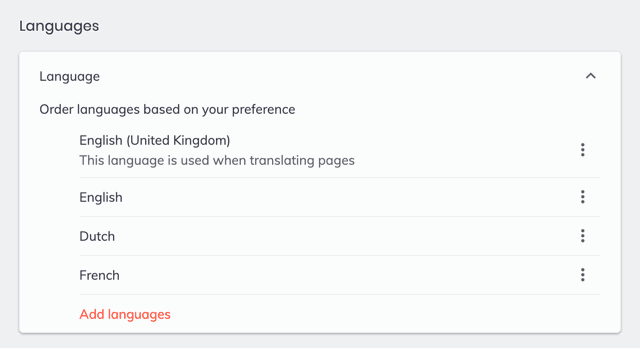 Languages
Language
Order languages based on your preference
English (United Kingdom)
This language is used when translating pages
English
Dutch
French
Add languages